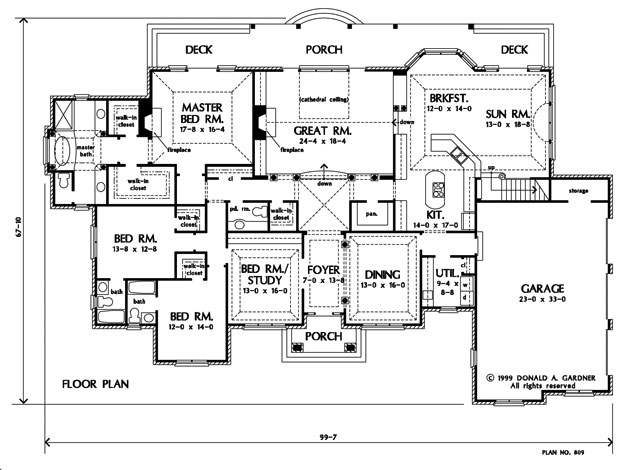 DECK
PORCH
DECK
(cathedral ceiling)
BRKFST.
12-0 x 14-0
SUN RM.
13-0 x 18-8
MASTER
BED RM.
17-8 x 16-4
walk-in
closet
fireplace
master
bath
walk-in
closet
GREAT RM.
24-4 x 18-4
fireplace
down
down
up
cl
storage
pd. rm.
walk-in
closet
walk-in
closet
pan.
KIT.
14-0 x 17-0
BED RM.
13-8 x 12-8
walk-in
closet
BED RM./
STUDY
13-0 x 16-0
FOYER
7-0 x 13-8
DINING
13-0 x 16-0
cl
UTIL.
9-4 x
8-8
w
d
GARAGE
23-0 x 33-0
bath
bath
BED RM.
12-0 x 14-0
PORCH
67-10
FLOOR PLAN
© 1999 DONALD A. GARDNER
All rights reserved
99-7
PLAN NO. 809